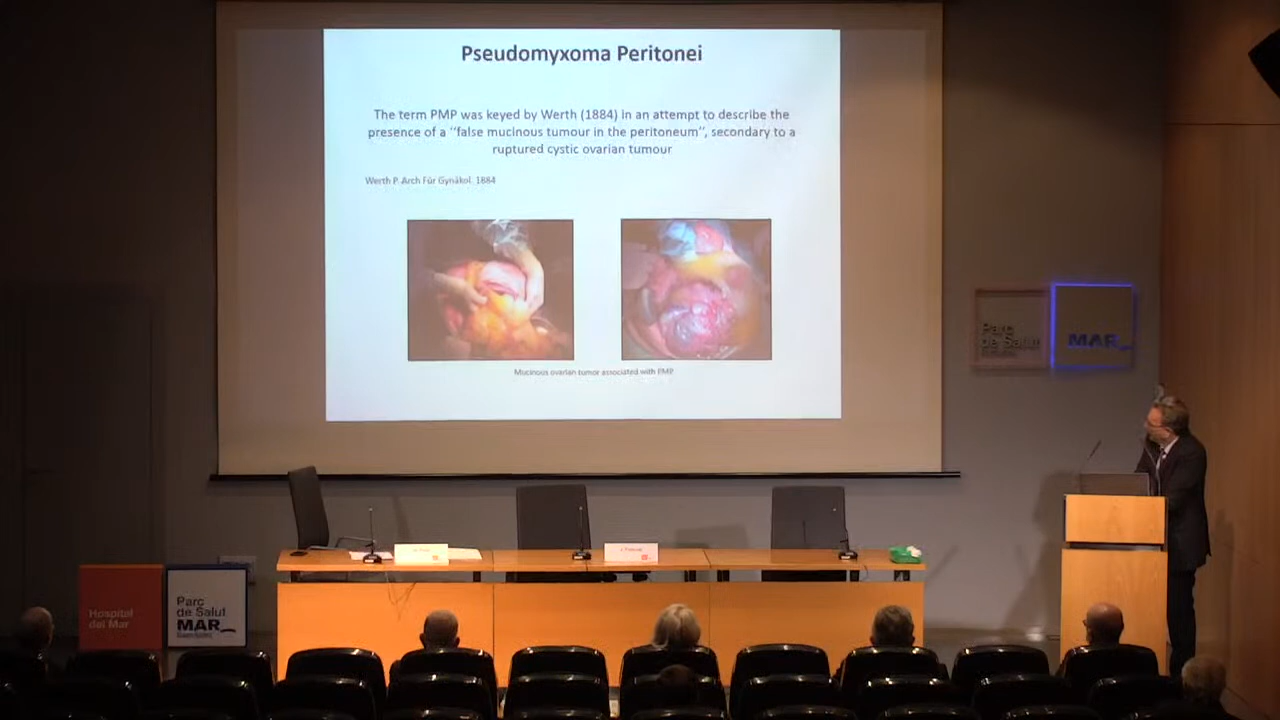 Pseudomyxoma Peritonei
The term PMP was keyed by Werth (1884) in an attempt to describe the
presence of a "false mucinous tumour in the peritoneum", secondary to a
ruptured cystic ovarian tumour
Werth P. Arch Für Gynäkol. 1884
Mucinous ovarian tumor associated with PMP
Parc
de Salut
MAR_
Hospital
del Mar
Parc
de Salut
MAR_